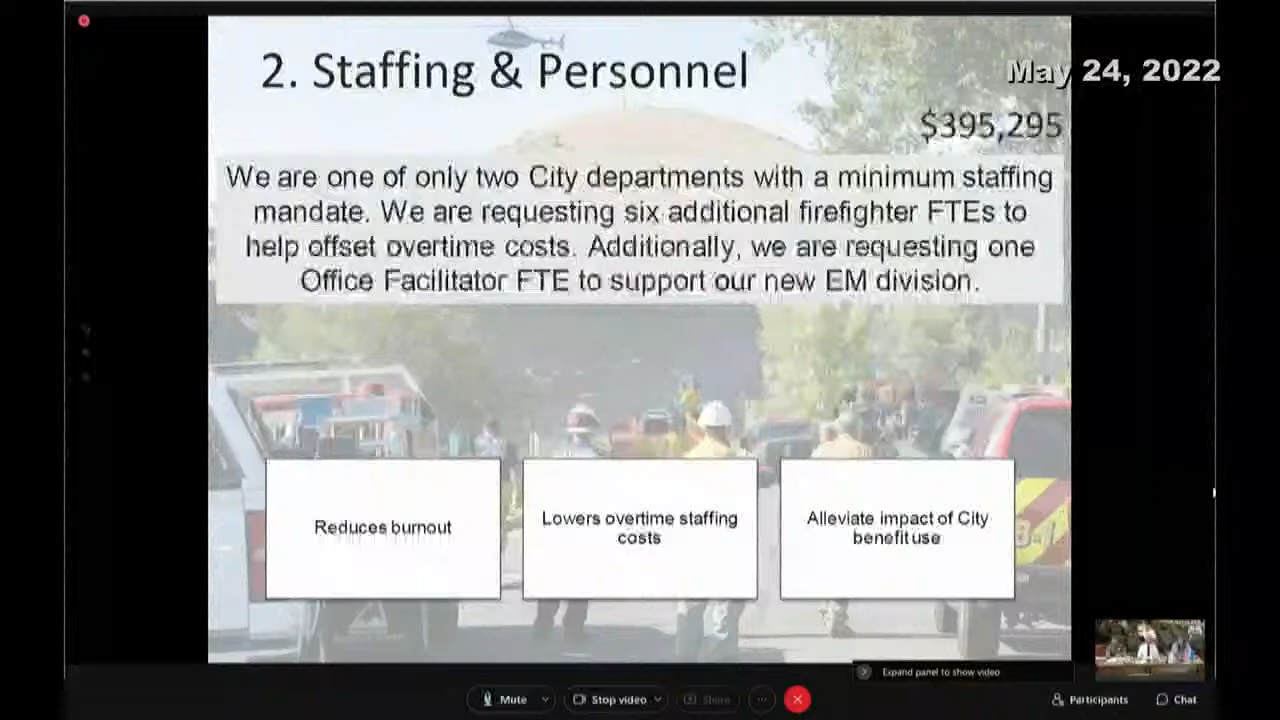 2. Staffing & Personnel
May 24, 2022
$395,295
We are one of only two City departments with a minimum staffing
mandate. We are requesting six additional firefighter FTEs to
help offset overtime costs. Additionally, we are requesting one
Office Facilitator FTE to support our new EM division.
Reduces burnout
Lowers overtime staffing
costs
Alleviate impact of City
benefit use
Expand panel to show video
Mute
Stop video
Share
Participants
Chat